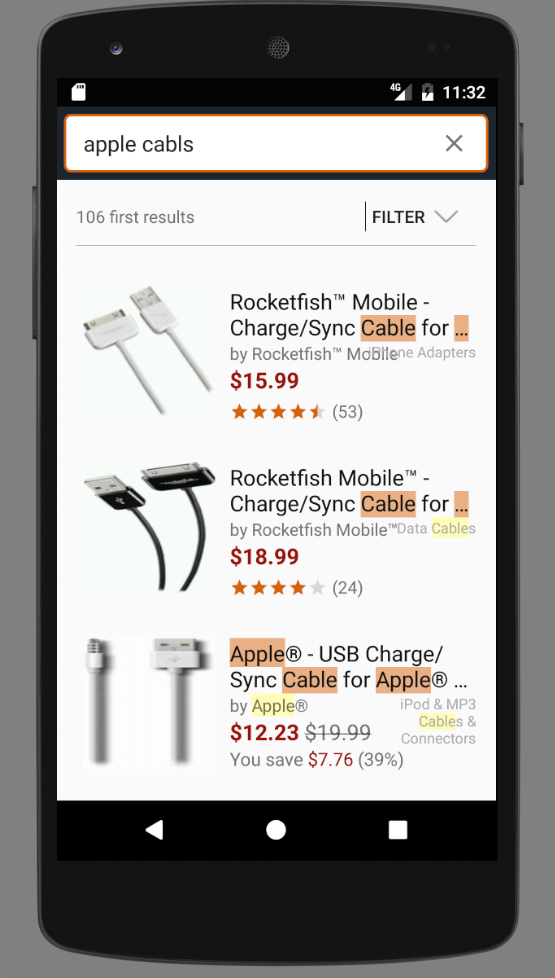 4G 11:32
apple cabls
106 first results
FILTER
Rocketfish™ Mobile -
Charge/Sync Cable for ...
by Rocketfish™ Mobile
iPhone Adapters
$15.99
(53)
Rocketfish Mobile™ -
Charge/Sync Cable for ...
by Rocketfish Mobile™
Data Cables
$18.99
(24)
Apple® - USB Charge/
Sync Cable for Apple® ...
by Apple®
iPod & MP3
Cables &
Connectors
$12.23 $19.99
You save $7.76 (39%)